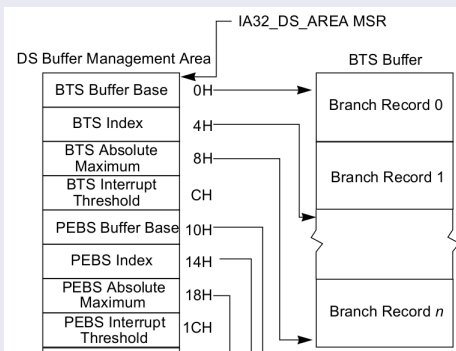 IA32_DS_AREA MSR
DS Buffer Management Area
BTS Buffer
BTS Buffer Base
0H
Branch Record 0
BTS Index
4H
BTS Absolute
Maximum
8H
Branch Record 1
BTS Interrupt
Threshold
CH
PEBS Buffer Base
10H
PEBS Index
14H
PEBS Absolute
Maximum
18H
Branch Record n
PEBS Interrupt
Threshold
1CH